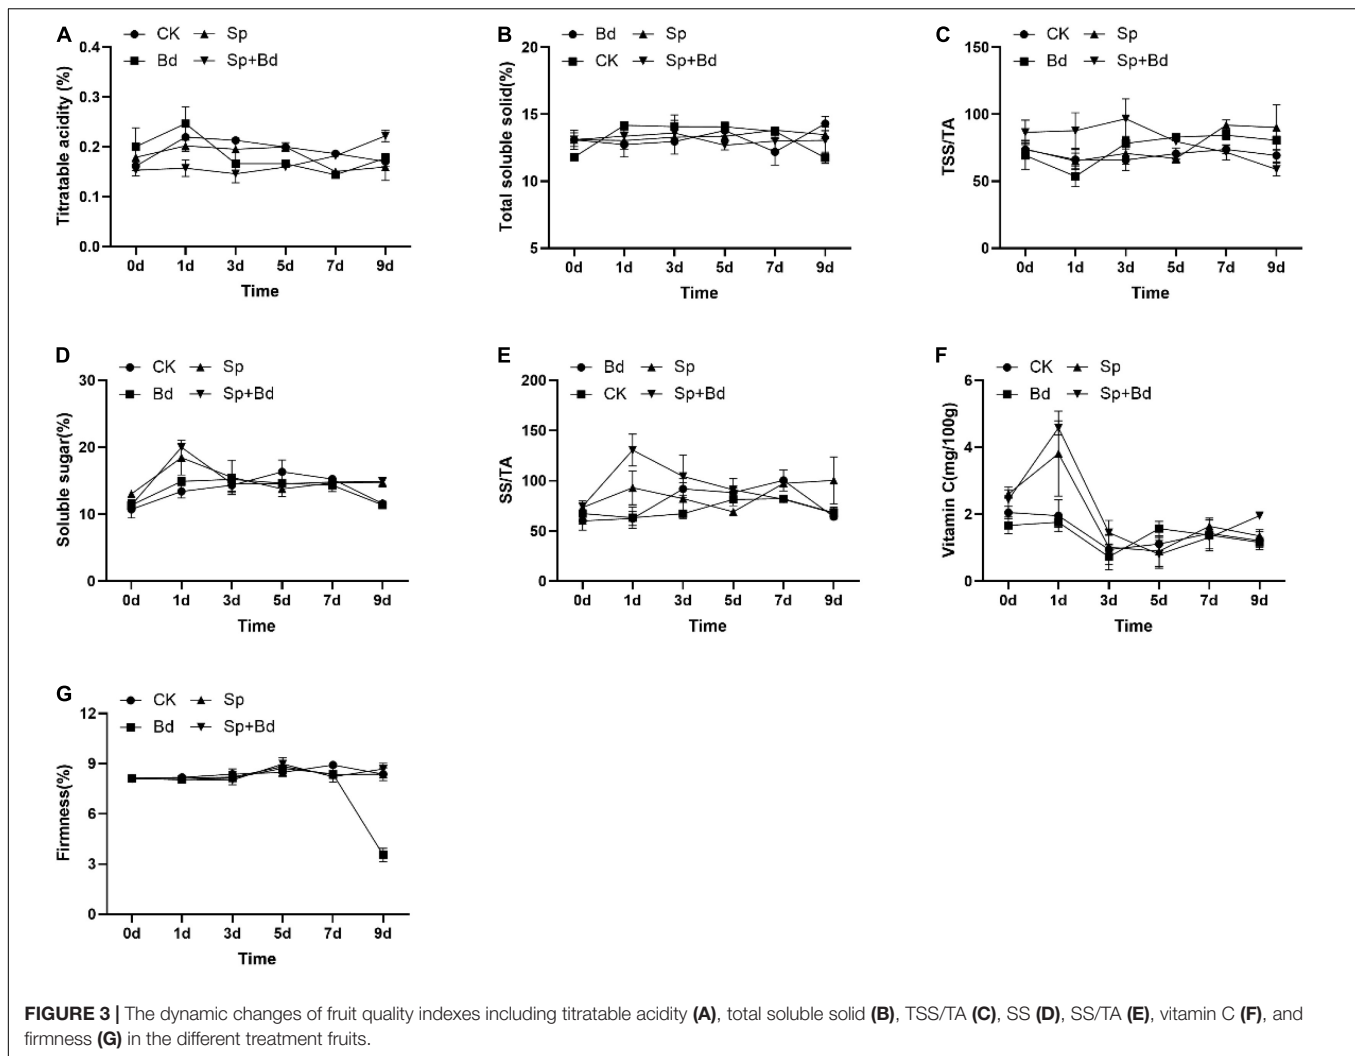 A
CK
Sp
Bd
Sp+Bd
Titratable acidity (%)
0.4
0.3
0.2
0.1
0.0
0d 1d 3d 5d 7d 9d
Time
B
Bd
Sp
CK
Sp+Bd
Total soluble solid(%)
20
15
10
5
0d 1d 3d 5d 7d 9d
Time
C
CK
Sp
Bd
Sp+Bd
TSS/TA
150
100
50
0
0d 1d 3d 5d 7d 9d
Time
D
CK
Sp
Bd
Sp+Bd
Soluble sugar(%)
30
20
10
0
0d 1d 3d 5d 7d 9d
Time
E
Bd
Sp
CK
Sp+Bd
SS/TA
200
150
100
50
0
0d 1d 3d 5d 7d 9d
Time
F
CK
Sp
Bd
Sp+Bd
Vitamin C(mg/100g)
6
4
2
0
0d 1d 3d 5d 7d 9d
Time
G
CK
Sp
Bd
Sp+Bd
Firmness(%)
12
9
6
3
0
0d 1d 3d 5d 7d 9d
Time
FIGURE 3 | The dynamic changes of fruit quality indexes including titratable acidity (A), total soluble solid (B), TSS/TA (C), SS (D), SS/TA (E), vitamin C (F), and
firmness (G) in the different treatment fruits.